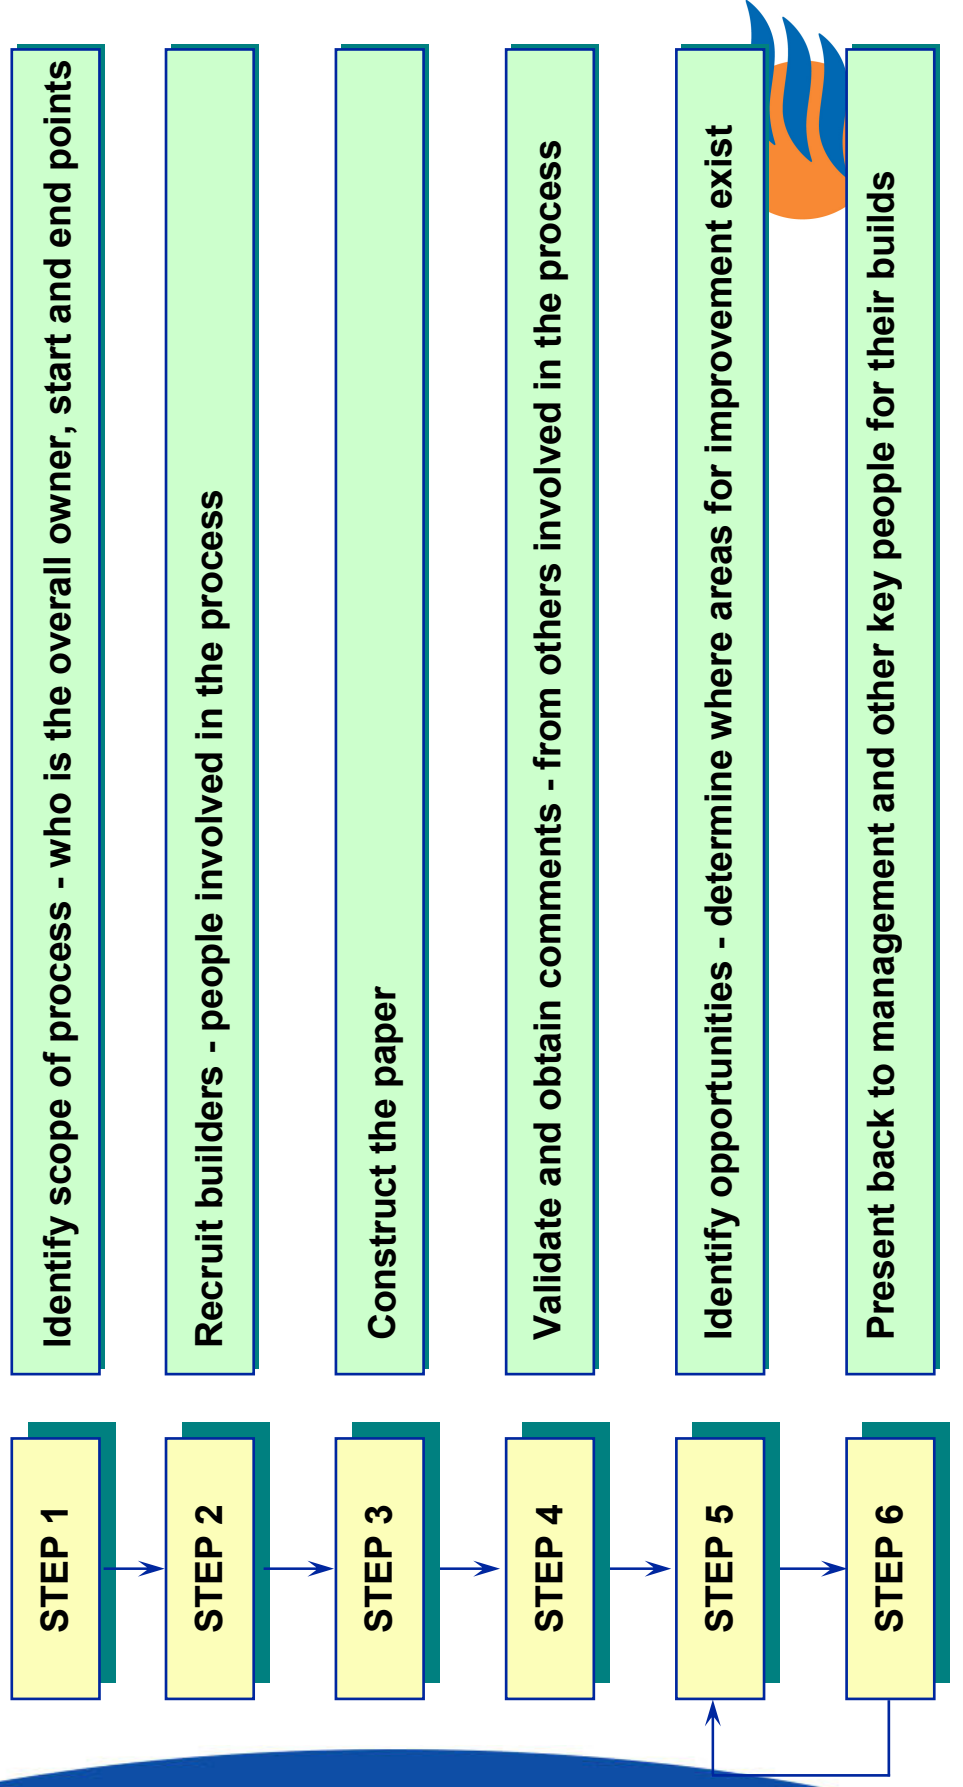 STEP 1
Identify scope of process - who is the overall owner, start and end points
STEP 2
Recruit builders - people involved in the process
STEP 3
Construct the paper
STEP 4
Validate and obtain comments - from others involved in the process
STEP 5
Identify opportunities - determine where areas for improvement exist
STEP 6
Present back to management and other key people for their builds